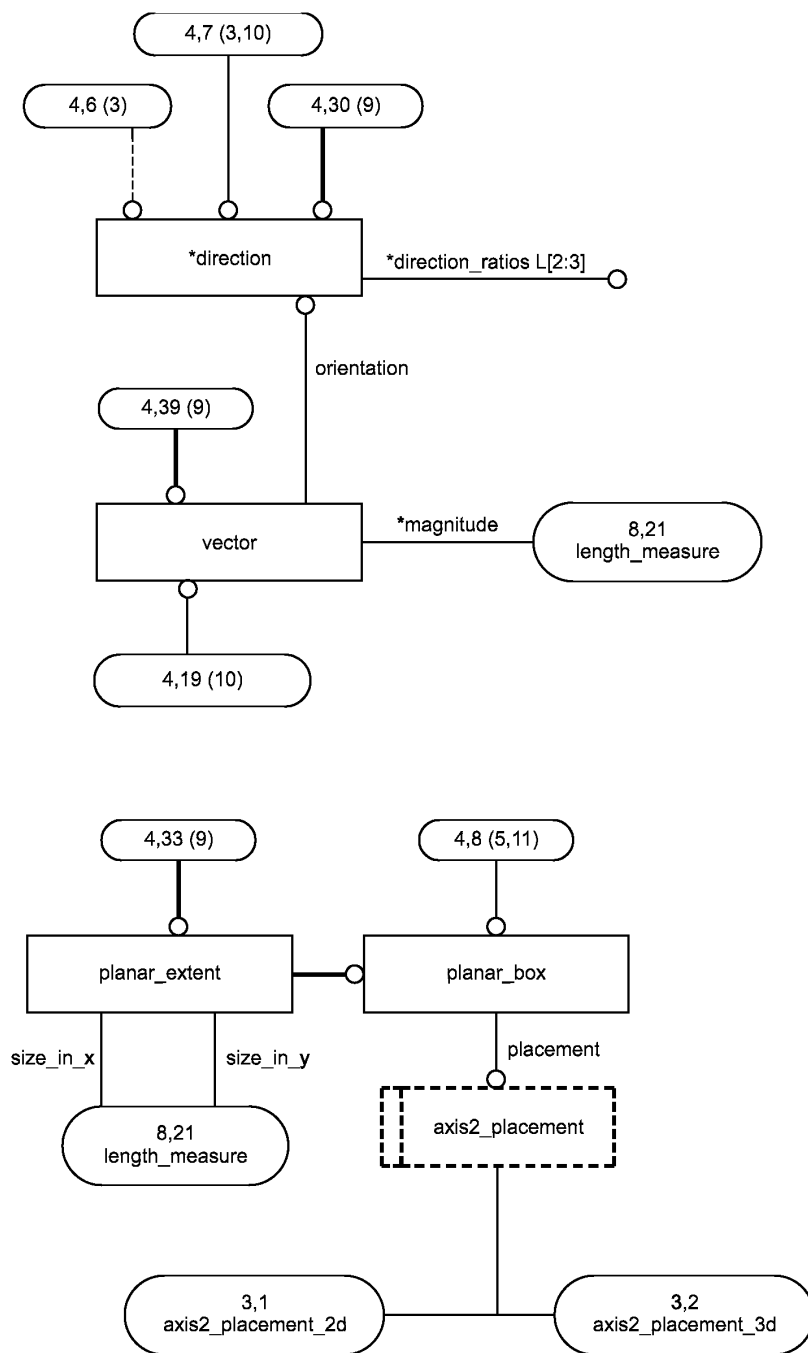 4,7 (3,10)
4,6 (3)
4,30 (9)
*direction
*direction_ratios L[2:3]
orientation
4,39 (9)
vector
*magnitude
8,21
length_measure
4,19 (10)
4,33 (9)
4,8 (5,11)
planar_extent
planar_box
size_in_x
size_in_y
placement
8,21
length_measure
axis2_placement
3,1
axis2_placement_2d
3,2
axis2_placement_3d